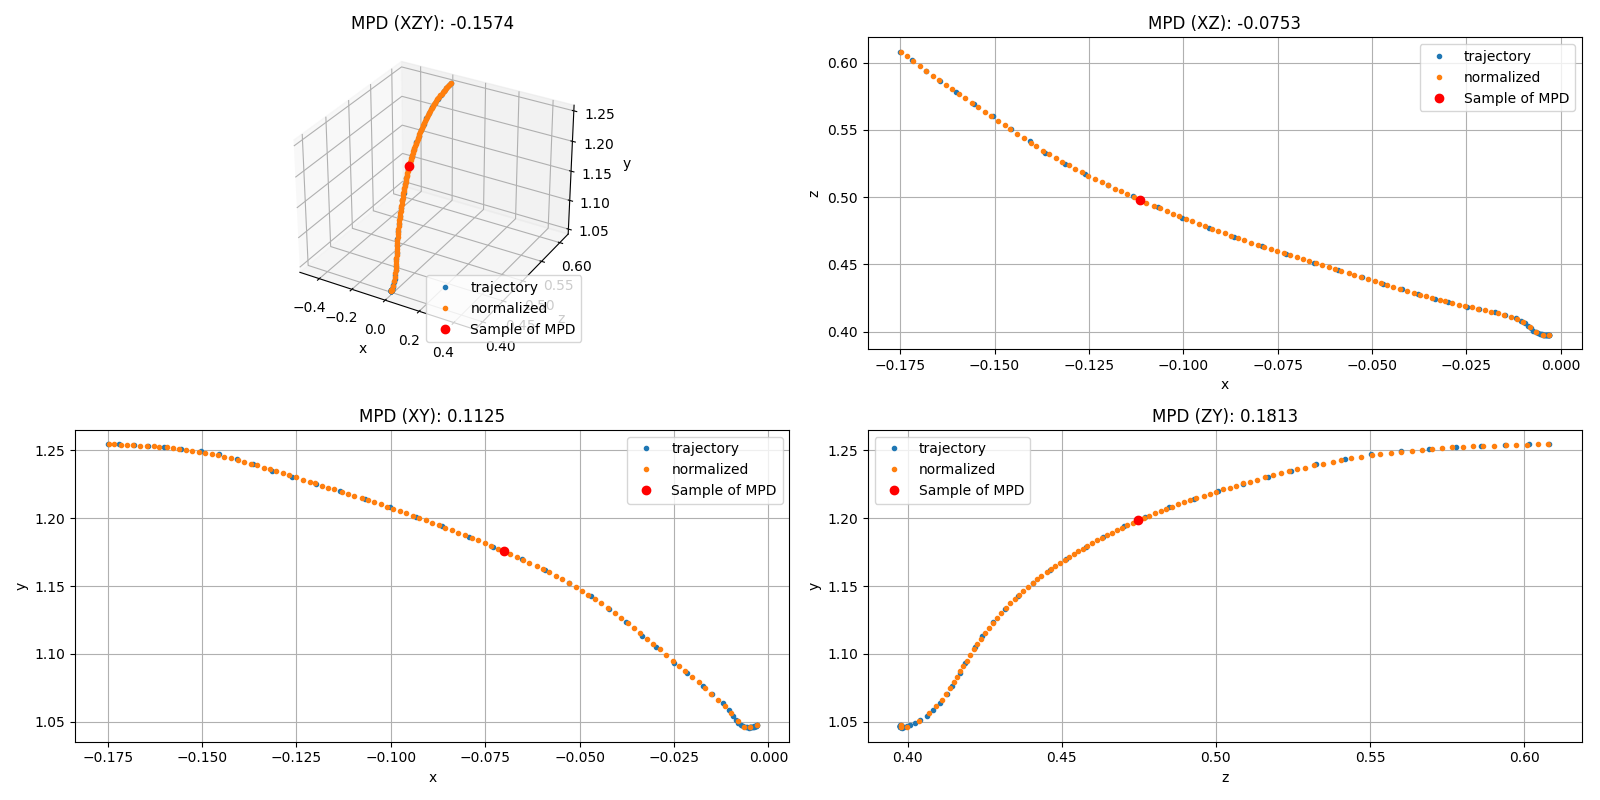 MPD (XZY): -0.1574
1.25
1.20
y
1.15
1.10
1.05
0.60
0.55
0.50
z
0.45
0.40
−0.4
−0.2
0.0
0.2
0.4
x
trajectory
normalized
Sample of MPD
MPD (XZ): -0.0753
trajectory
normalized
Sample of MPD
0.60
0.55
0.50
z
0.45
0.40
−0.175 −0.150 −0.125 −0.100 −0.075 −0.050 −0.025 0.000
x
MPD (XY): 0.1125
trajectory
normalized
Sample of MPD
1.25
1.20
1.15
y
1.10
1.05
−0.175 −0.150 −0.125 −0.100 −0.075 −0.050 −0.025 0.000
x
MPD (ZY): 0.1813
trajectory
normalized
Sample of MPD
1.25
1.20
1.15
y
1.10
1.05
0.40 0.45 0.50 0.55 0.60
z